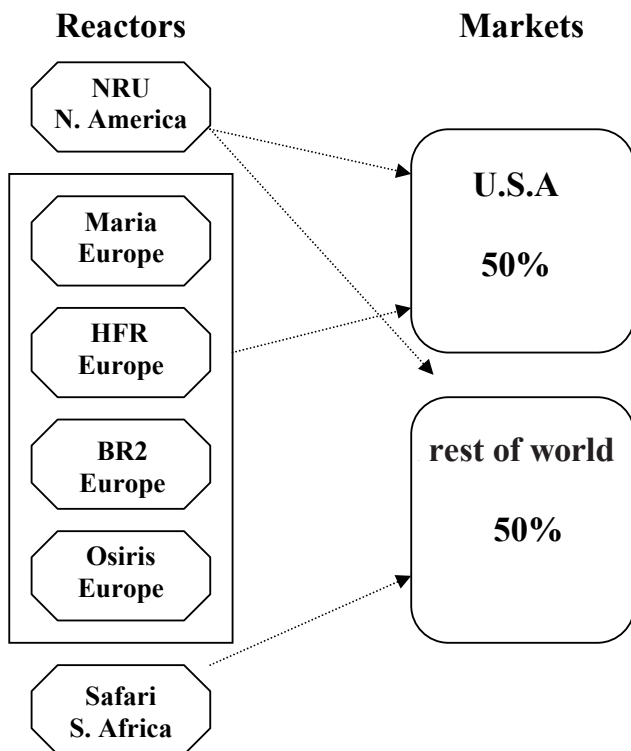 Reactors
Markets
NRU
N. America
Maria
Europe
HFR
Europe
BR2
Europe
Osiris
Europe
Safari
S. Africa
U.S.A
50%
rest of world
50%